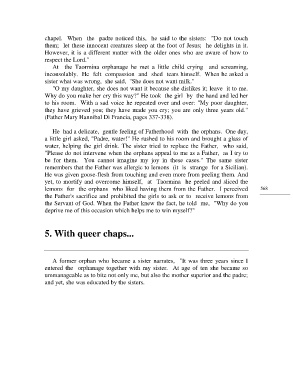 chapel. When the padre noticed this, he said to the sisters: "Do not touch
them; let these innocent creatures sleep at the foot of Jesus; he delights in it.
However, it is a different matter with the older ones who are aware of how to
respect the Lord."
At the Taormina orphanage he met a little child crying and screaming,
inconsolably. He felt compassion and shed tears himself. When he asked a
sister what was wrong, she said, "She does not want milk."
"O my daughter, she does not want it because she dislikes it; leave it to me.
Why do you make her cry this way?" He took the girl by the hand and led her
to his room. With a sad voice he repeated over and over: "My poor daughter,
they have grieved you; they have made you cry; you are only three years old."
(Father Mary Hannibal Di Francia, pages 337-338).
He had a delicate, gentle feeling of Fatherhood with the orphans. One day,
a little girl asked, "Padre, water!" He rushed to his room and brought a glass of
water, helping the girl drink. The sister tried to replace the Father, who said,
"Please do not intervene when the orphans appeal to me as a Father, as I try to
be for them. You cannot imagine my joy in these cases." The same sister
remembers that the Father was allergic to lemons (it is strange for a Sicilian).
He was given goose-flesh from touching and even more from peeling them. And
yet, to mortify and overcome himself, at Taormina he peeled and sliced the
lemons for the orphans who liked having them from the Father. I perceived
the Father's sacrifice and prohibited the girls to ask or to receive lemons from
the Servant of God. When the Father knew the fact, he told me, "Why do you
deprive me of this occasion which helps me to win myself?"
5. With queer chaps...
A former orphan who became a sister narrates, "It was three years since I
entered the orphanage together with my sister. At age of ten she became so
unmanageable as to bite not only me, but also the mother superior and the padre;
and yet, she was educated by the sisters.